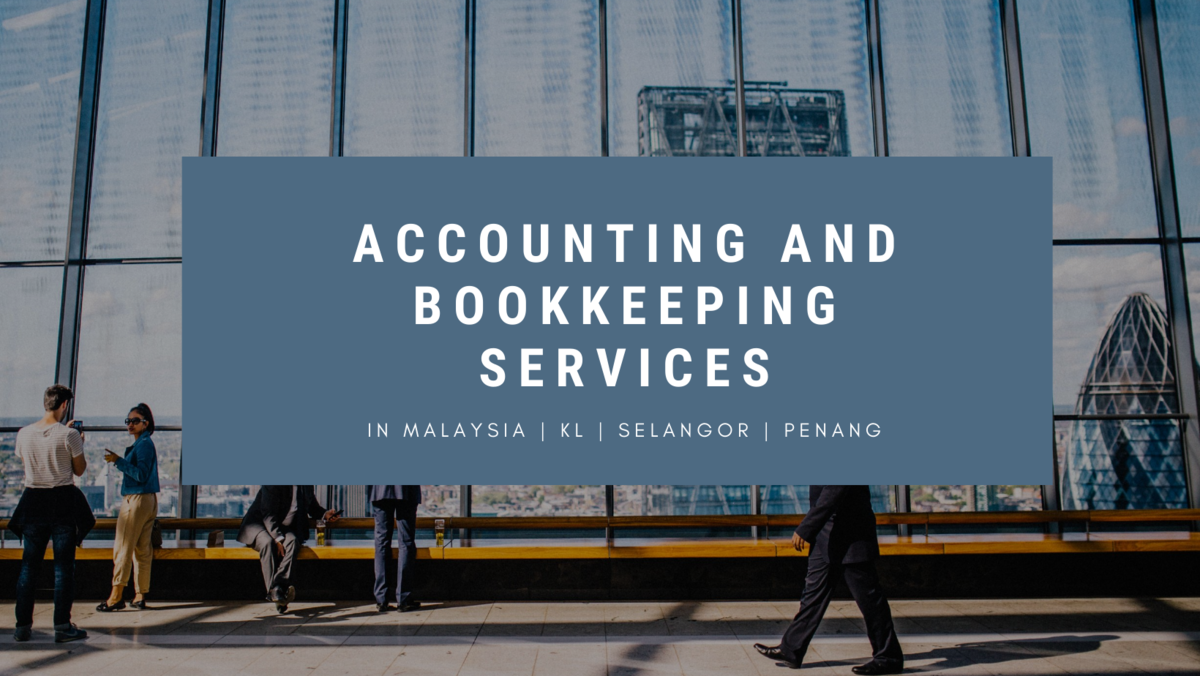 ACCOUNTING AND
BOOKKEEPING
SERVICES
IN MALAYSIA | KL | SELANGOR | PENANG